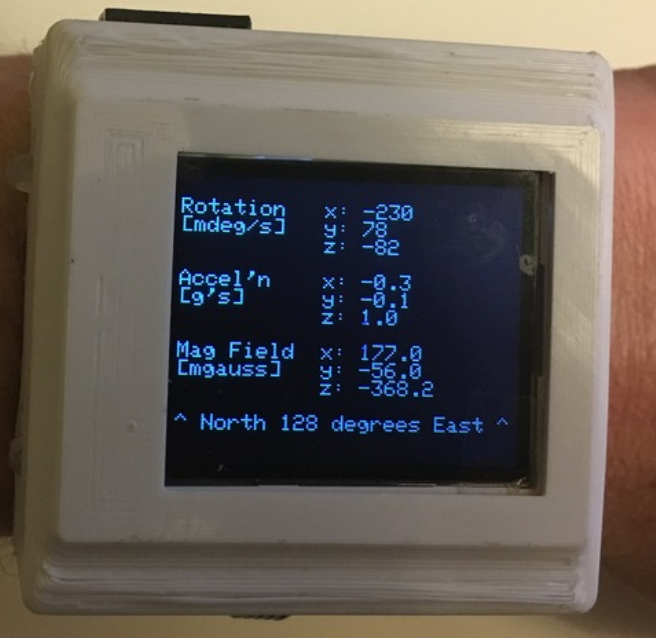 Rotation x: -230
[mdeg/s] y: 78
z: -82
Accel'n x: -0.3
[g's] y: -0.1
z: 1.0
Mag Field x: 177.0
[mgauss] y: -56.0
z: -368.2
^ North 128 degrees East ^